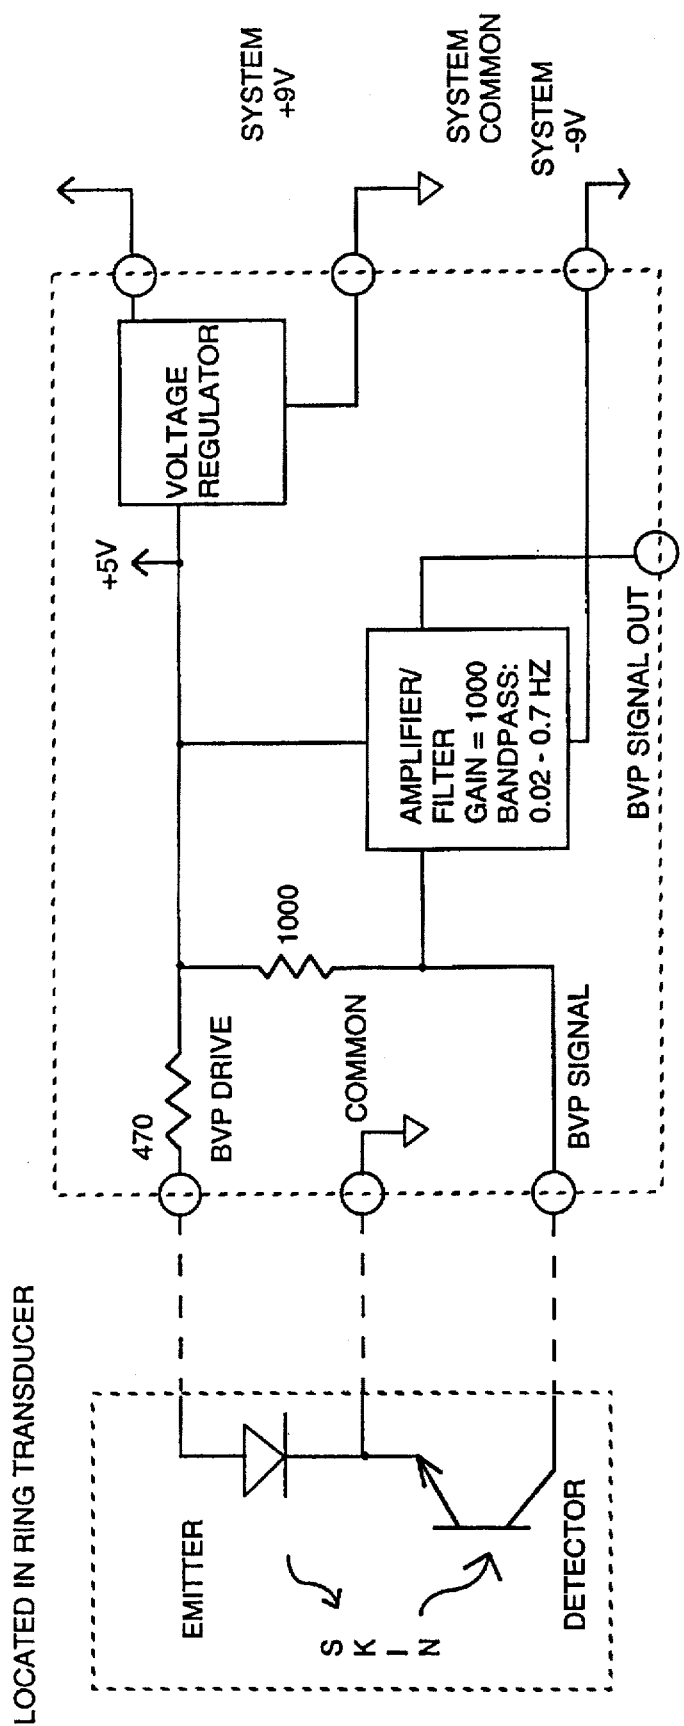 LOCATED IN RING TRANSDUCER
EMITTER
S K I N
DETECTOR
470
BVP DRIVE
COMMON
BVP SIGNAL
1000
AMPLIFIER/
FILTER
GAIN = 1000
BANDPASS:
0.02 - 0.7 HZ
BVP SIGNAL OUT
+5V
VOLTAGE
REGULATOR
SYSTEM
+9V
SYSTEM
COMMON
SYSTEM
-9V